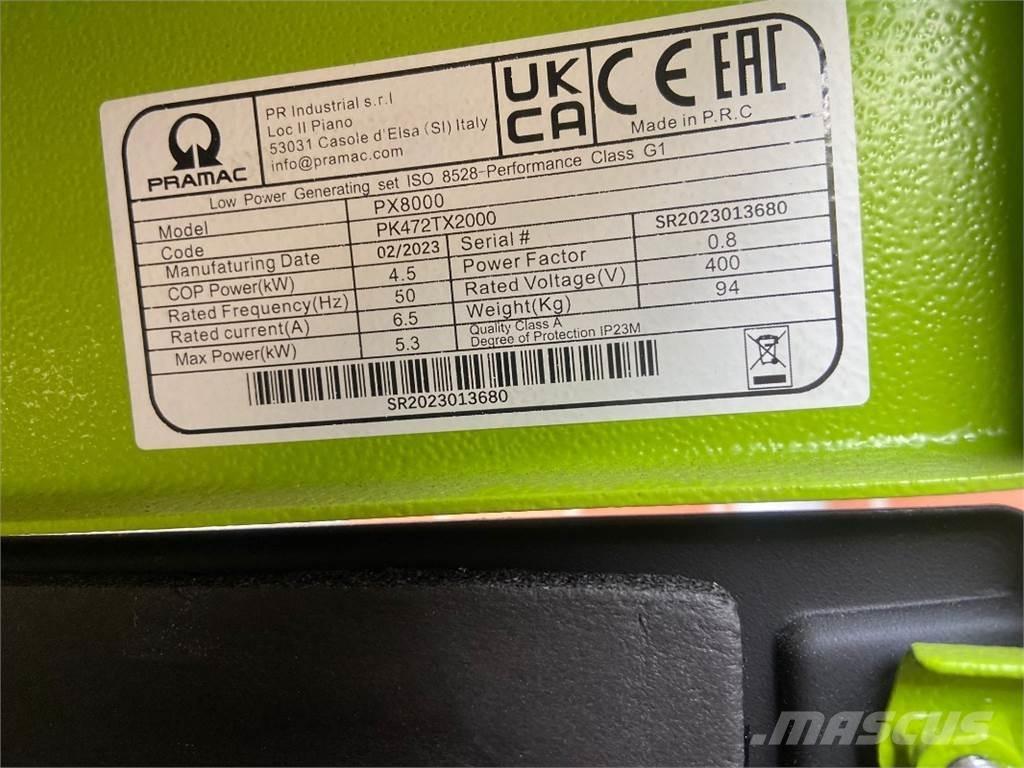 PRAMAC
PR Industrial s.r.l
Loc II Piano
53031 Casole d'Elsa (SI) Italy
info@pramac.com
UK
CA
CE
EAC
Made in P.R.C
Low Power Generating set ISO 8528-Performance Class G1
Model PX8000
Code PK472TX2000
Manufaturing Date 02/2023 Serial # SR2023013680
COP Power(kW) 4.5 Power Factor 0.8
Rated Frequency(Hz) 50 Rated Voltage(V) 400
Rated current(A) 6.5 Weight(Kg) 94
Max Power(kW) 5.3 Quality Class A
Degree of Protection IP23M
SR2023013680
MASCUS